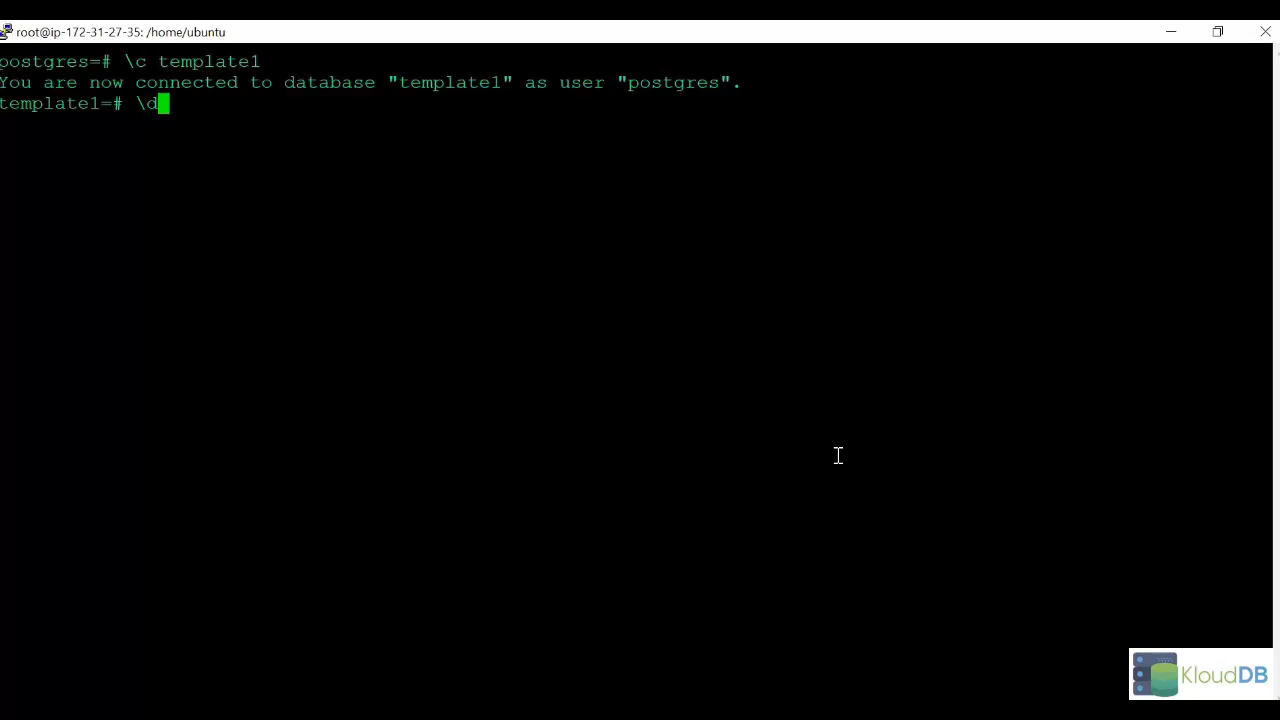 root@ip-172-31-27-35: /home/ubuntu
postgres=# \c template1
You are now connected to database "template1" as user "postgres".
template1=# \d
KloudDB